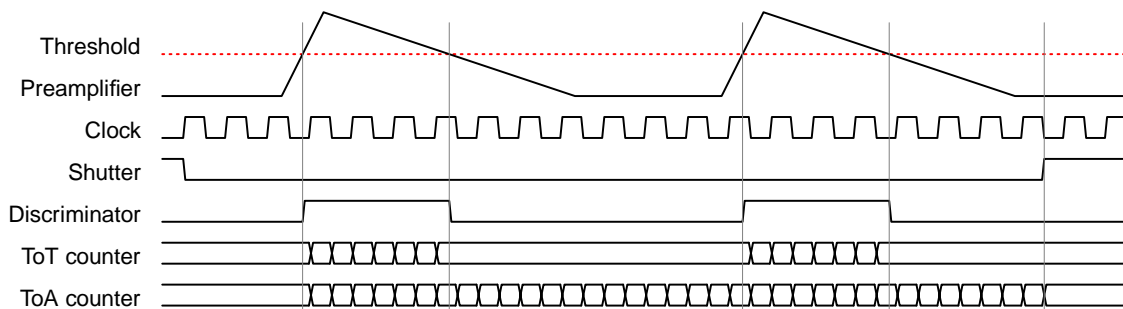 Threshold
Preamplifier
Clock
Shutter
Discriminator
ToT counter
ToA counter